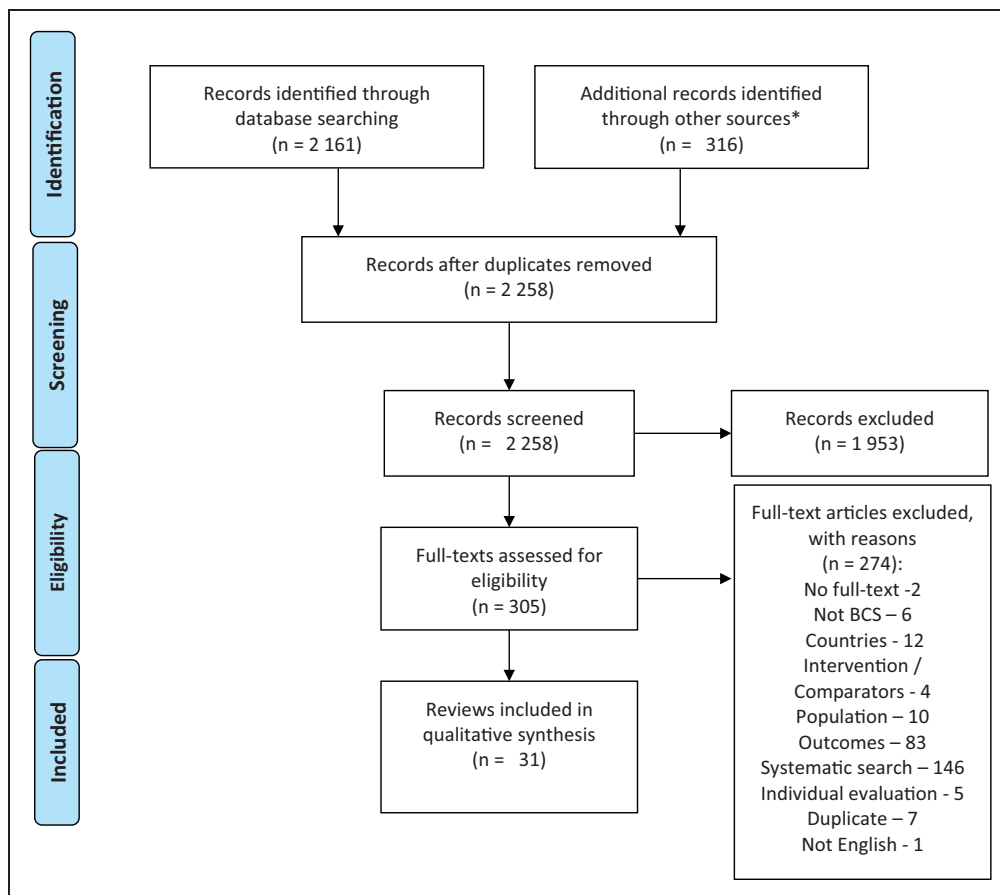 Identification
Records identified through
database searching
(n = 2 161)
Additional records identified
through other sources*
(n = 316)
Screening
Records after duplicates removed
(n = 2 258)
Records screened
(n = 2 258)
Records excluded
(n = 1 953)
Eligibility
Full-texts assessed for
eligibility
(n = 305)
Full-text articles excluded,
with reasons
(n = 274):
No full-text -2
Not BCS – 6
Countries - 12
Intervention /
Comparators - 4
Population – 10
Outcomes – 83
Systematic search – 146
Individual evaluation - 5
Duplicate – 7
Not English - 1
Included
Reviews included in
qualitative synthesis
(n = 31)